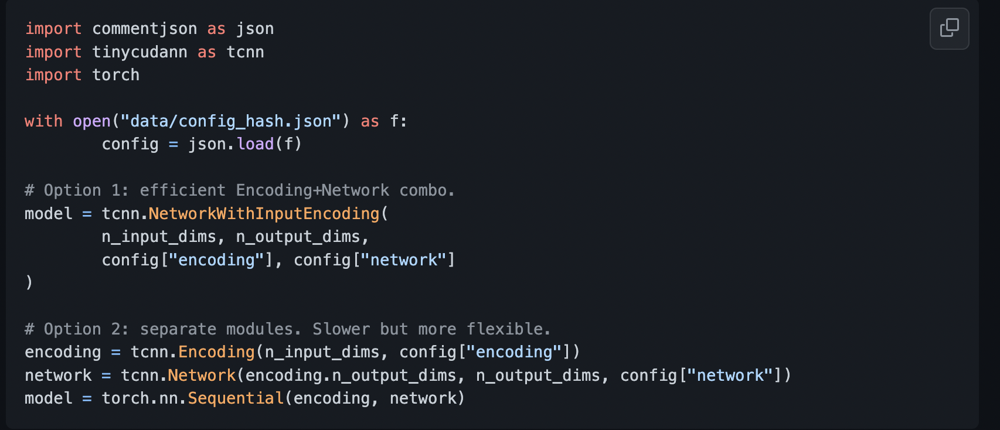 import commentjson as json
import tinycudann as tcnn
import torch

with open("data/config_hash.json") as f:
        config = json.load(f)

# Option 1: efficient Encoding+Network combo.
model = tcnn.NetworkWithInputEncoding(
        n_input_dims, n_output_dims,
        config["encoding"], config["network"]
)

# Option 2: separate modules. Slower but more flexible.
encoding = tcnn.Encoding(n_input_dims, config["encoding"])
network = tcnn.Network(encoding.n_output_dims, n_output_dims, config["network"])
model = torch.nn.Sequential(encoding, network)